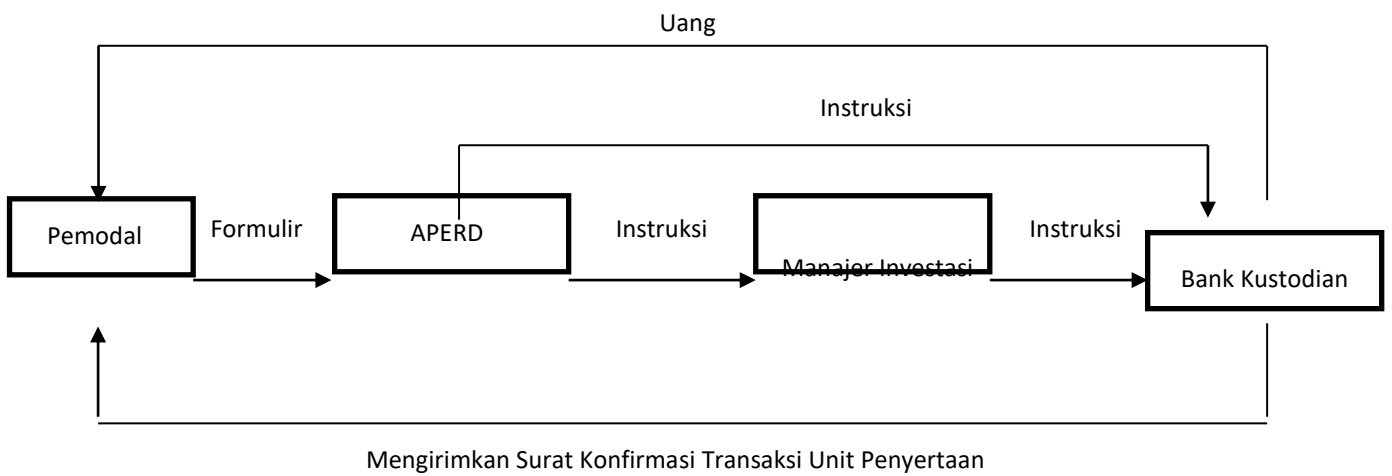 Uang
Instruksi
Pemodal
Formulir
APERD
Instruksi
Manajer Investasi
Instruksi
Bank Kustodian
Mengirimkan Surat Konfirmasi Transaksi Unit Penyertaan